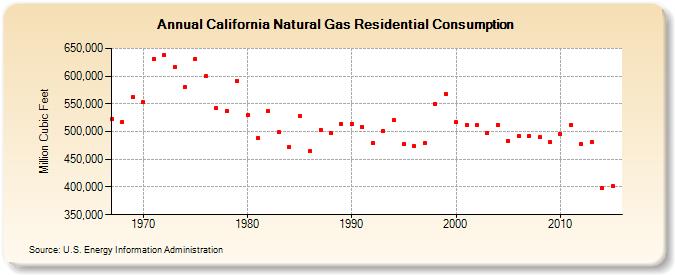 Annual California Natural Gas Residential Consumption
Million Cubic Feet
650,000
600,000
550,000
500,000
450,000
400,000
350,000
1970 1980 1990 2000 2010
Source: U.S. Energy Information Administration